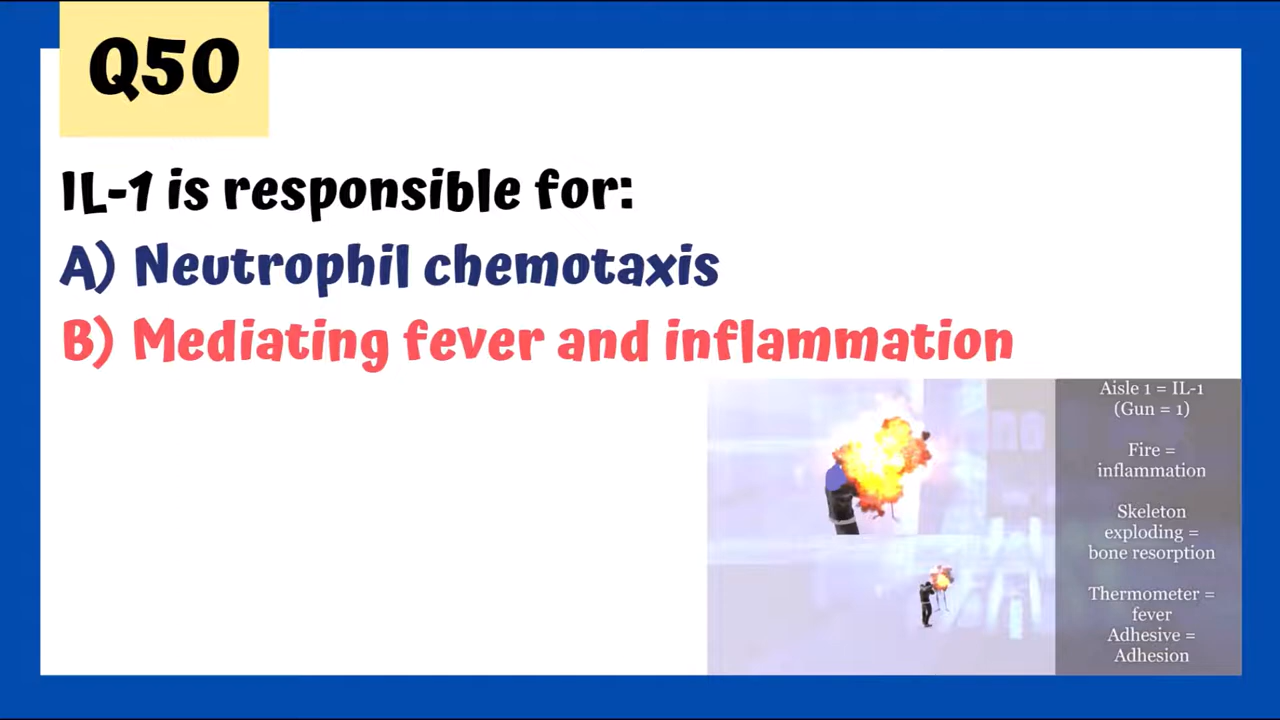 Q50
IL-1 is responsible for:
A) Neutrophil chemotaxis
B) Mediating fever and inflammation
Aisle 1 = IL-1
(Gun = 1)
Fire =
inflammation
Skeleton
exploding =
bone resorption
Thermometer =
fever
Adhesive =
Adhesion